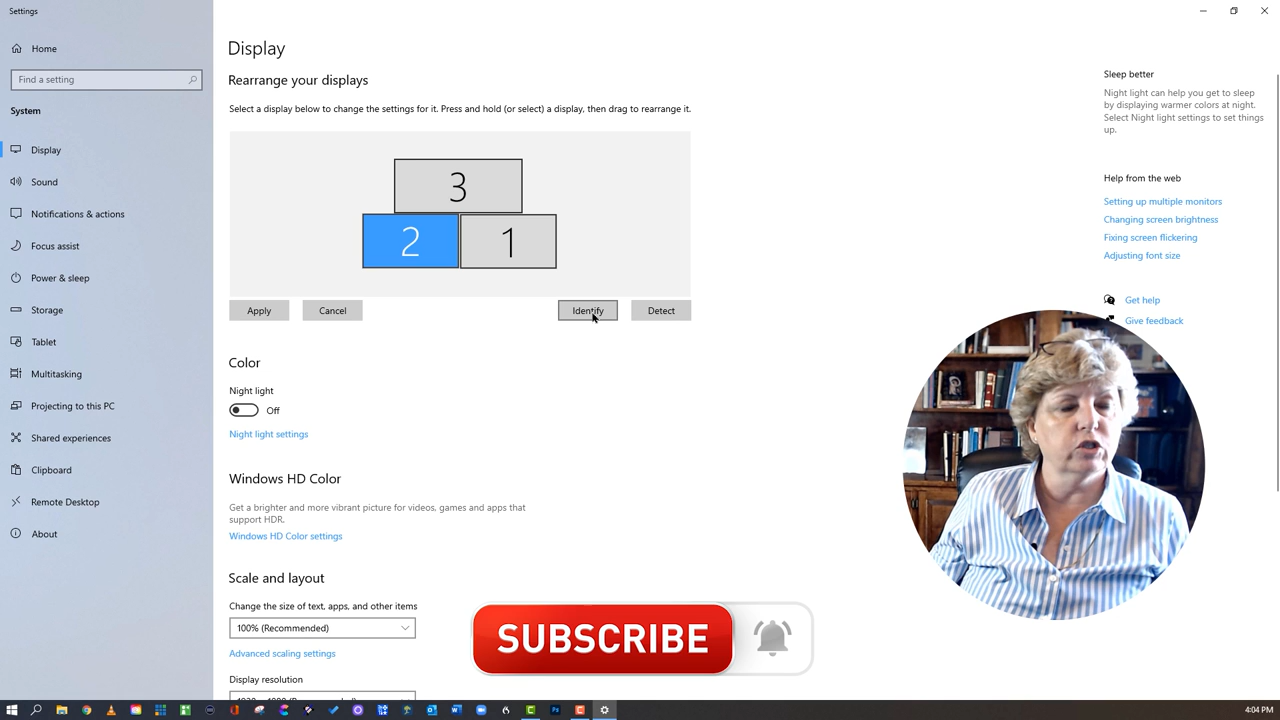 Settings
Home
Find a setting
System
Display
Sound
Notifications & actions
Focus assist
Power & sleep
Storage
Tablet
Multitasking
Projecting to this PC
Shared experiences
Clipboard
Remote Desktop
About
Display
Rearrange your displays
Select a display below to change the settings for it. Press and hold (or select) a display, then drag to rearrange it.
3
2 1
Apply Cancel Identify Detect
Color
Night light
Off
Night light settings
Windows HD Color
Get a brighter and more vibrant picture for videos, games and apps that
support HDR.
Windows HD Color settings
Scale and layout
Change the size of text, apps, and other items
100% (Recommended)
Advanced scaling settings
Display resolution
Sleep better
Night light can help you get to sleep
by displaying warmer colors at night.
Select Night light settings to set things
up.
Help from the web
Setting up multiple monitors
Changing screen brightness
Fixing screen flickering
Adjusting font size
Get help
Give feedback
SUBSCRIBE
4:04 PM